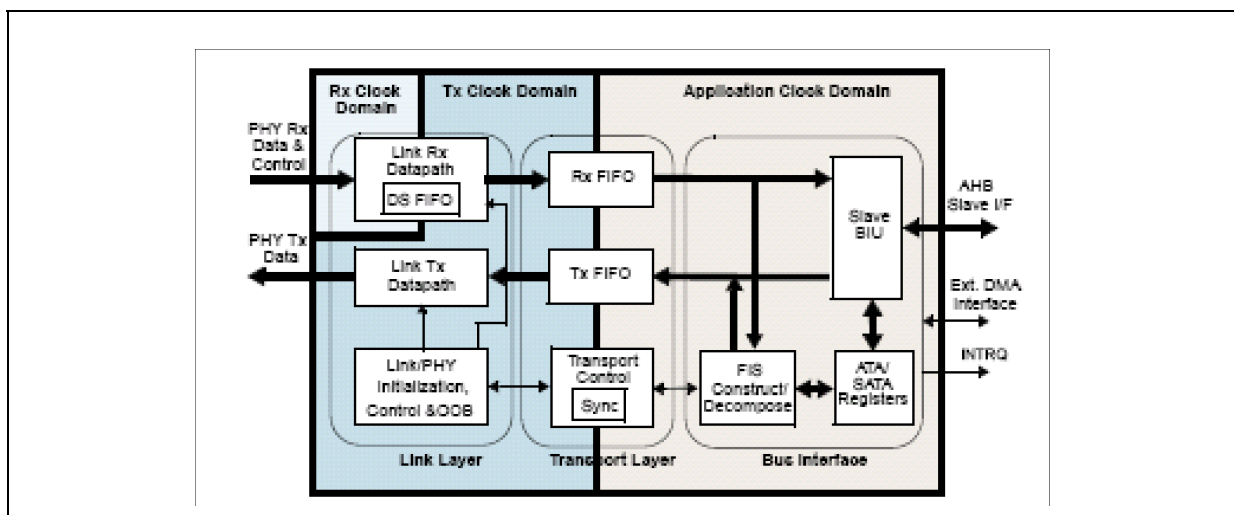 Rx Clock
Domain
Tx Clock Domain
Application Clock Domain
PHY Rx
Data &
Control
Link Rx
Datapath
DS FIFO
Rx FIFO
Slave
BIU
AHB
Slave I/F
PHY Tx
Data
Link Tx
Datapath
Tx FIFO
Ext. DMA
Interface
INTRQ
Link/PHY
Initialization,
Control &OOB
Transport
Control
Sync
FIS
Construct/
Decompose
ATA/
SATA
Registers
Link Layer
Transport Layer
Bus Interface